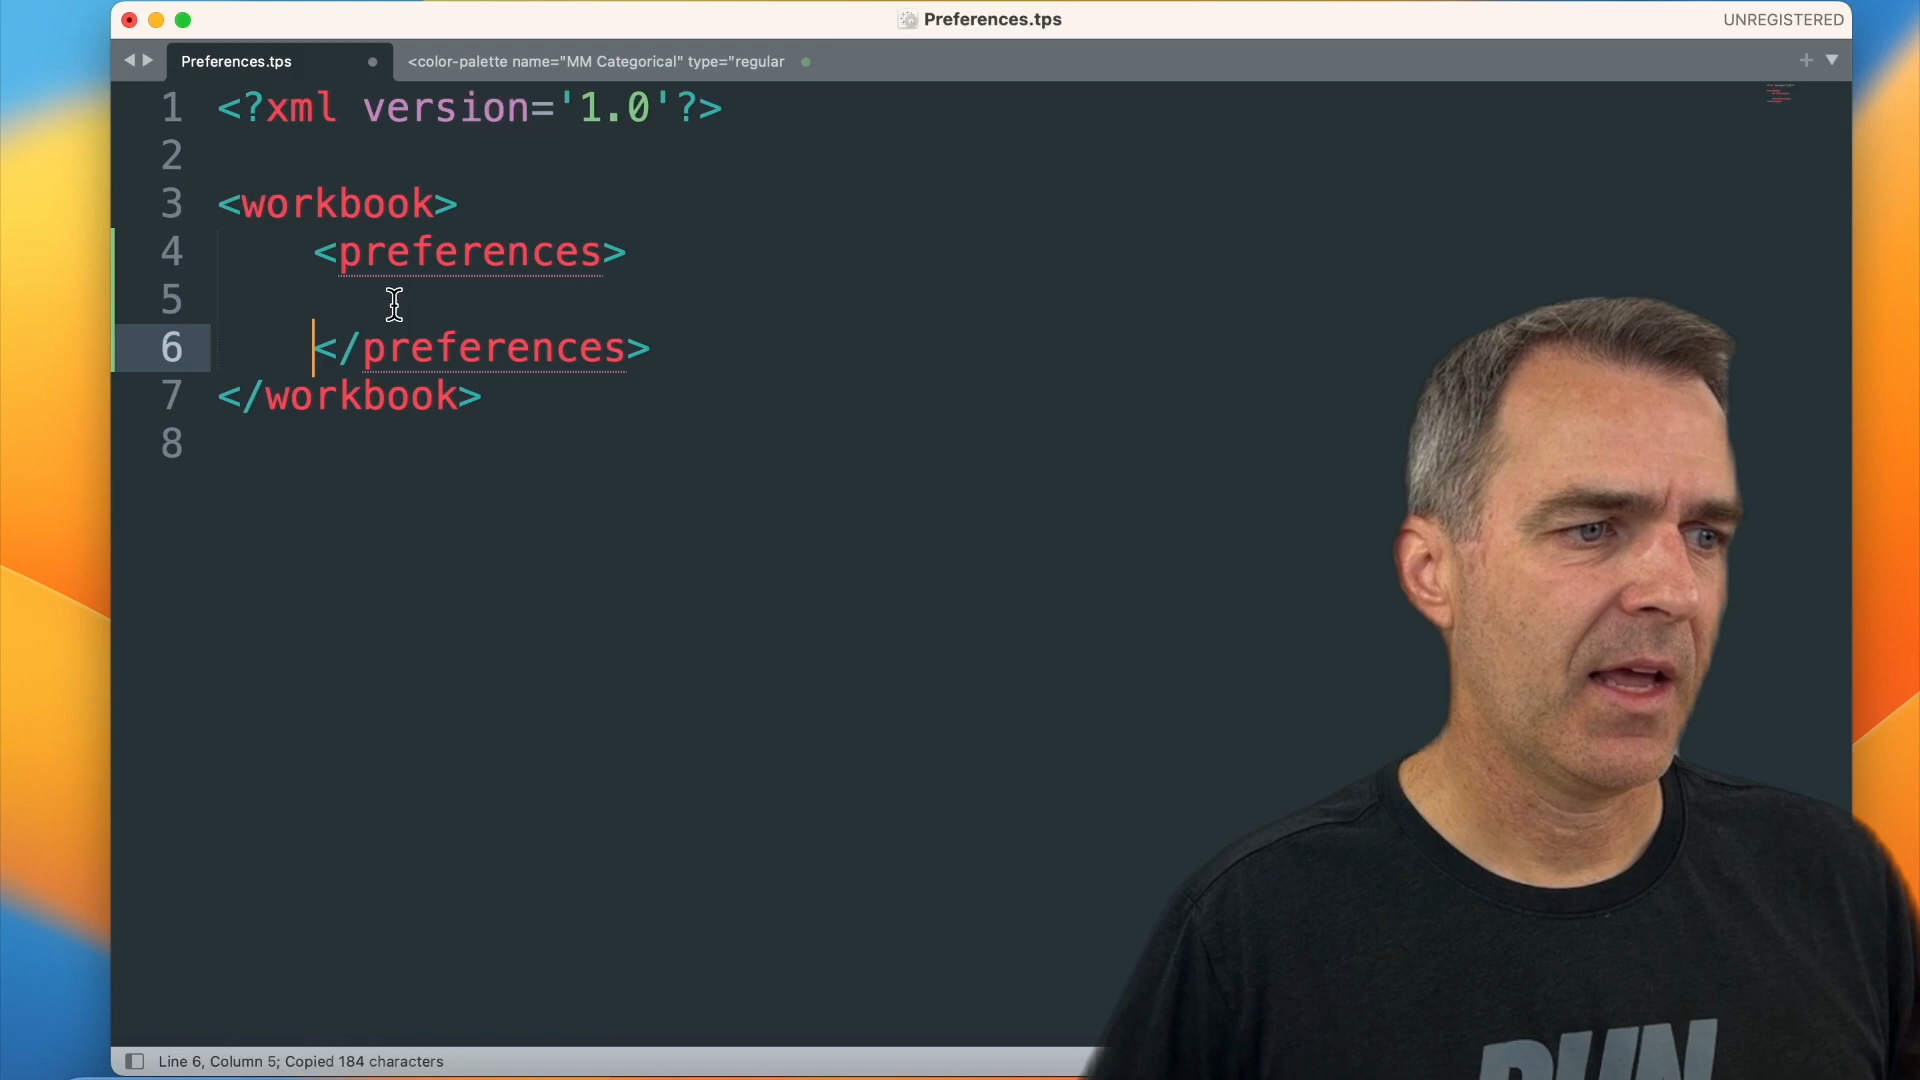 Preferences.tps
UNREGISTERED
Preferences.tps
<color-palette name="MM Categorical" type="regular
1 <?xml version='1.0'?>
2
3 <workbook>
4 <preferences>
5
6 </preferences>
7 </workbook>
8
Line 6, Column 5; Copied 184 characters